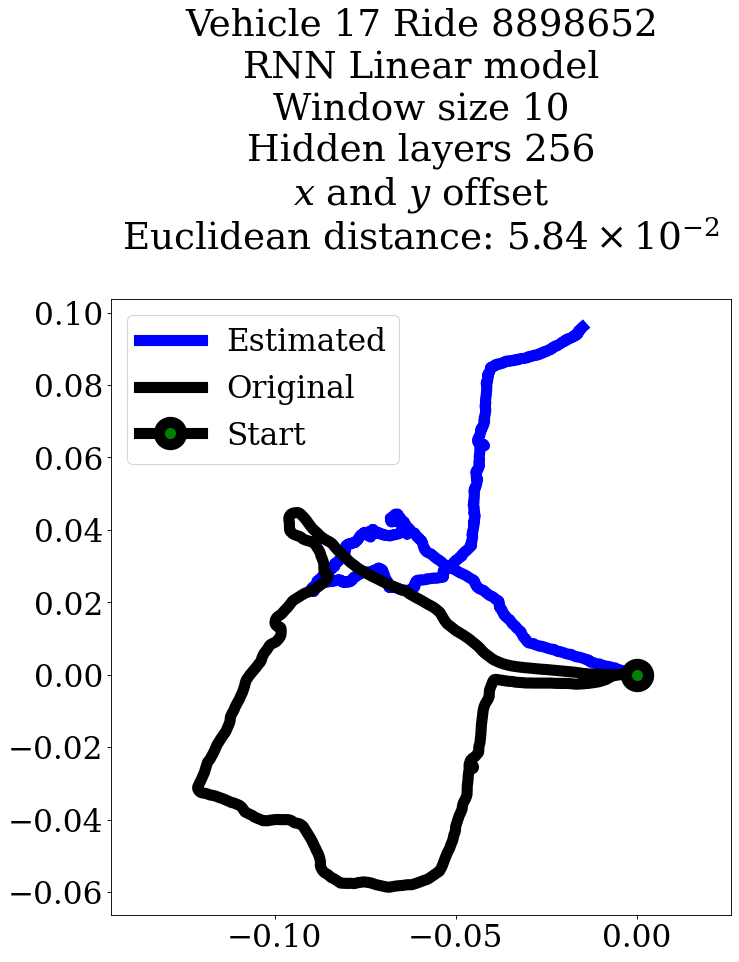 Vehicle 17 Ride 8898652
RNN Linear model
Window size 10
Hidden layers 256
x and y offset
Euclidean distance: 5.84 × 10⁻²
Estimated
Original
Start
0.10
0.08
0.06
0.04
0.02
0.00
−0.02
−0.04
−0.06
−0.10 −0.05 0.00